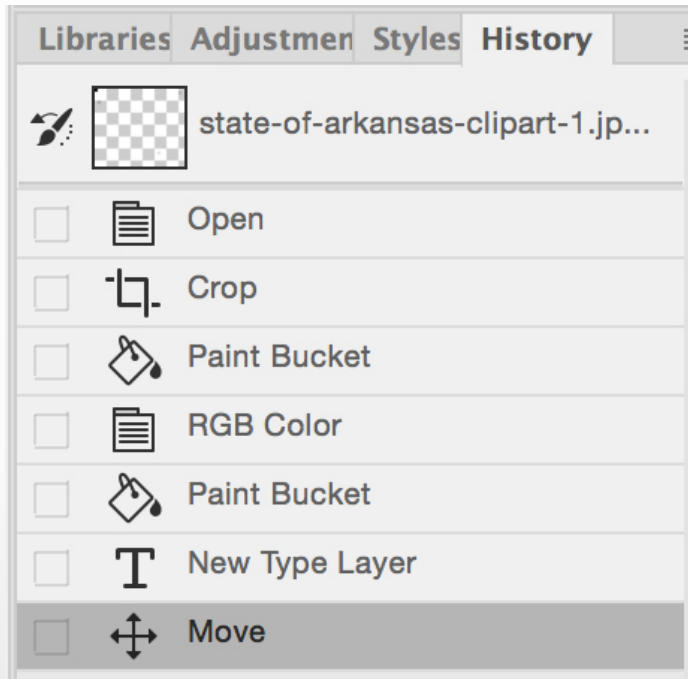 Libraries Adjustmen Styles History
state-of-arkansas-clipart-1.jp...
Open
Crop
Paint Bucket
RGB Color
Paint Bucket
New Type Layer
Move